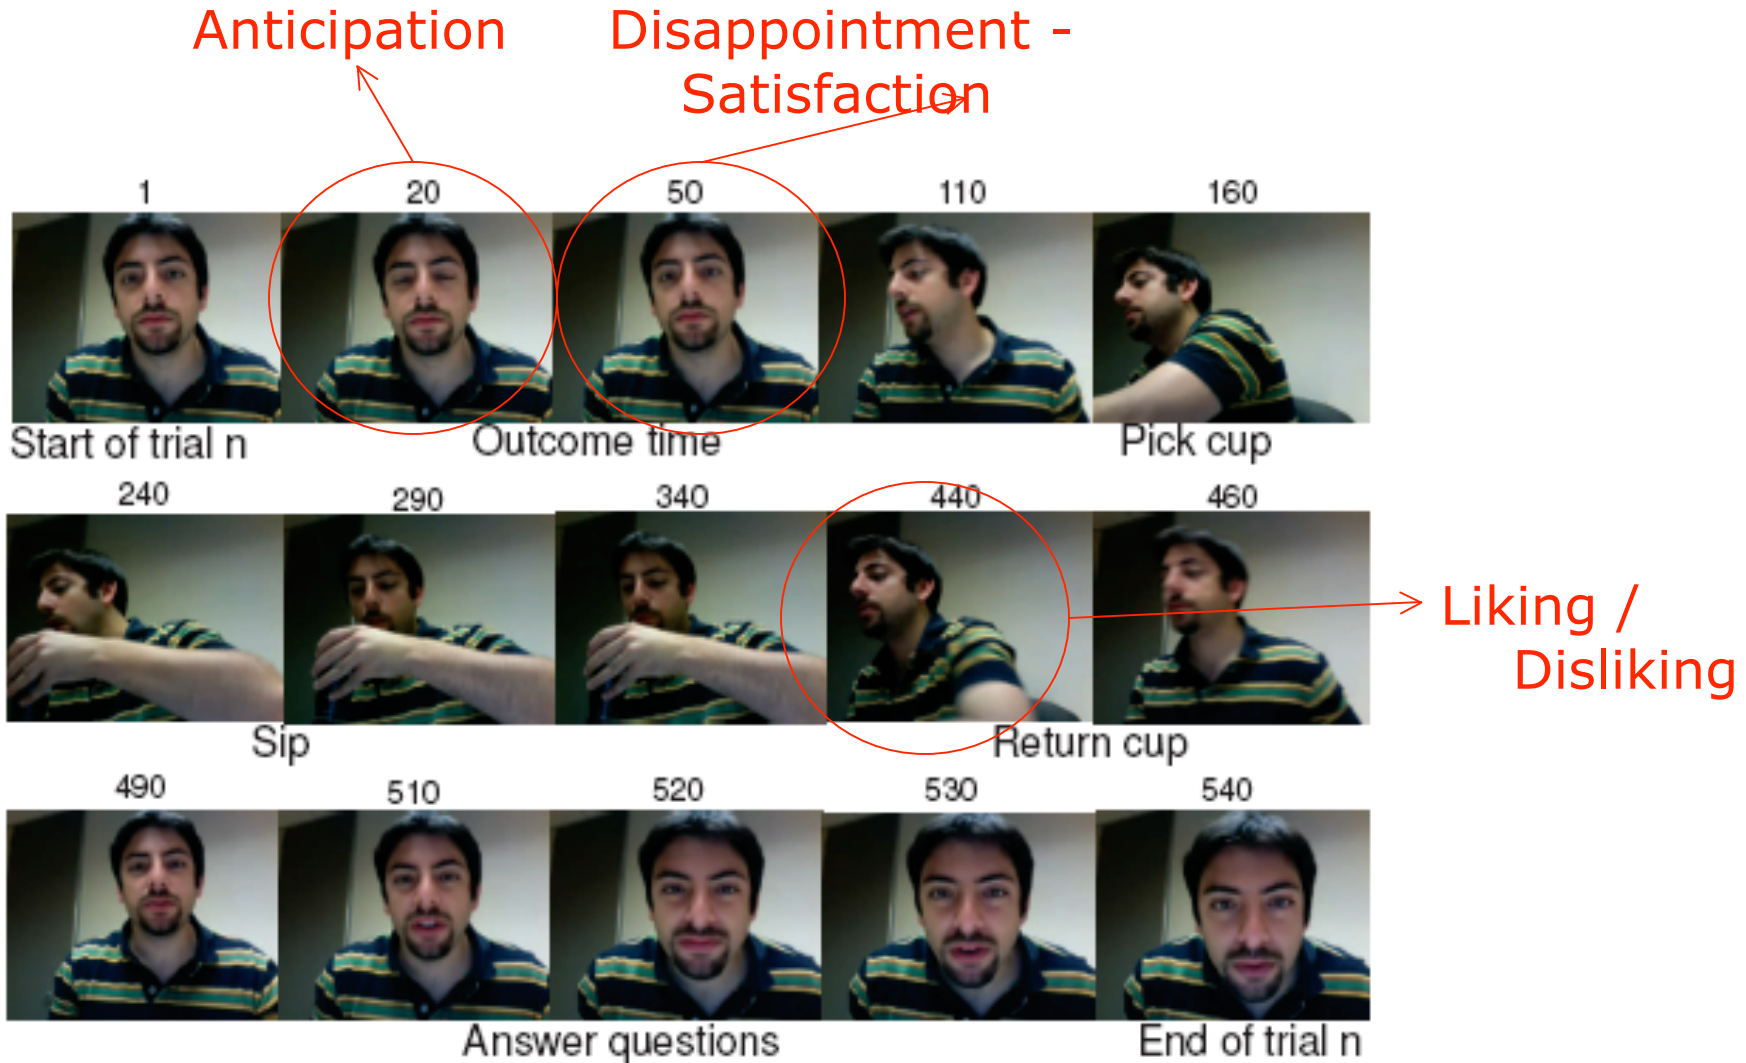 Anticipation
Disappointment -
Satisfaction
1 20 50 110 160
Start of trial n Outcome time Pick cup
240 290 340 440 460
Liking /
Disliking
Sip Return cup
490 510 520 530 540
Answer questions End of trial n